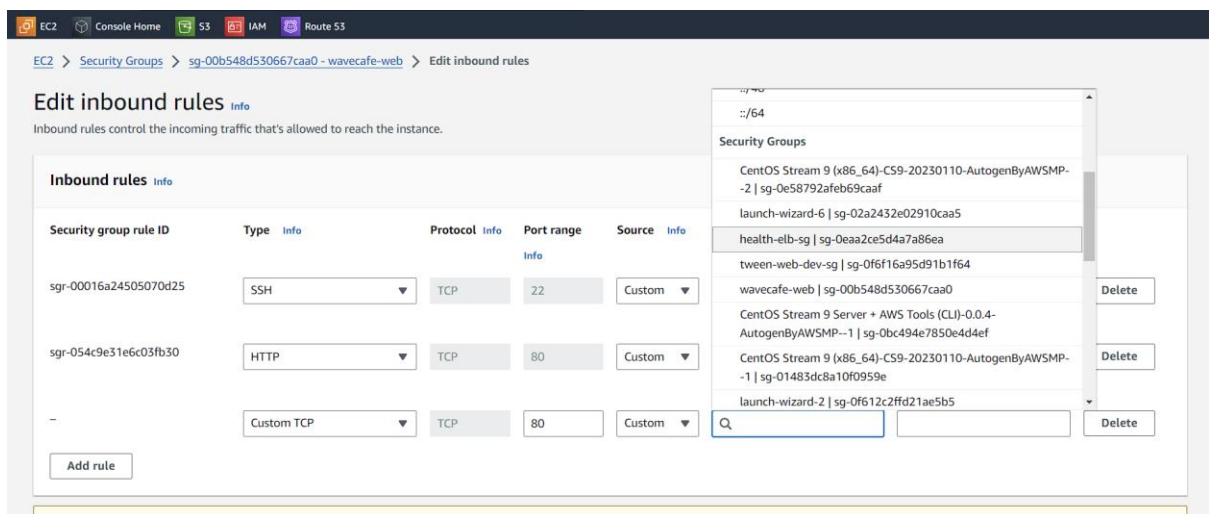 EC2 Console Home S3 IAM Route 53
EC2 > Security Groups > sg-00b548d530667caa0 - wavecafe-web > Edit inbound rules
Edit inbound rules Info
Inbound rules control the incoming traffic that's allowed to reach the instance.
::/48
::/64
Security Groups
CentOS Stream 9 (x86_64)-CS9-20230110-AutogenByAWSMP-
-2 | sg-0e58792afeb69caaf
launch-wizard-6 | sg-02a2432e02910caa5
health-elb-sg | sg-0eaa2ce5d4a7a86ea
tween-web-dev-sg | sg-0f6f16a95d91b1f64
wavecafe-web | sg-00b548d530667caa0
CentOS Stream 9 Server + AWS Tools (CLI)-0.0.4-
AutogenByAWSMP--1 | sg-0bc494e7850e4d4ef
CentOS Stream 9 (x86_64)-CS9-20230110-AutogenByAWSMP-
-1 | sg-01483dc8a10f0959e
launch-wizard-2 | sg-0f612c2ffd21ae5b5
Inbound rules Info
Security group rule ID Type Info Protocol Info Port range Source Info
Info
sgr-00016a24505070d25 SSH TCP 22 Custom Delete
sgr-054c9e31e6c03fb30 HTTP TCP 80 Custom Delete
– Custom TCP TCP 80 Custom Delete
Add rule